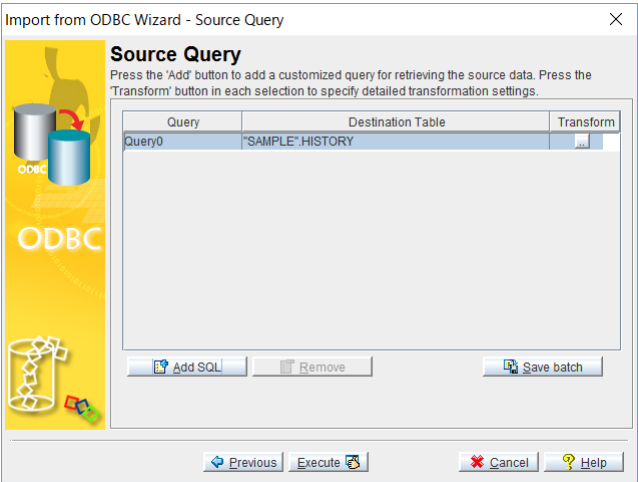 Import from ODBC Wizard - Source Query
Source Query
Press the 'Add' button to add a customized query for retrieving the source data. Press the
'Transform' button in each selection to specify detailed transformation settings.
Query Destination Table Transform
Query0 "SAMPLE".HISTORY ...
ODBC
ODBC
Add SQL Remove Save batch
Previous Execute Cancel Help